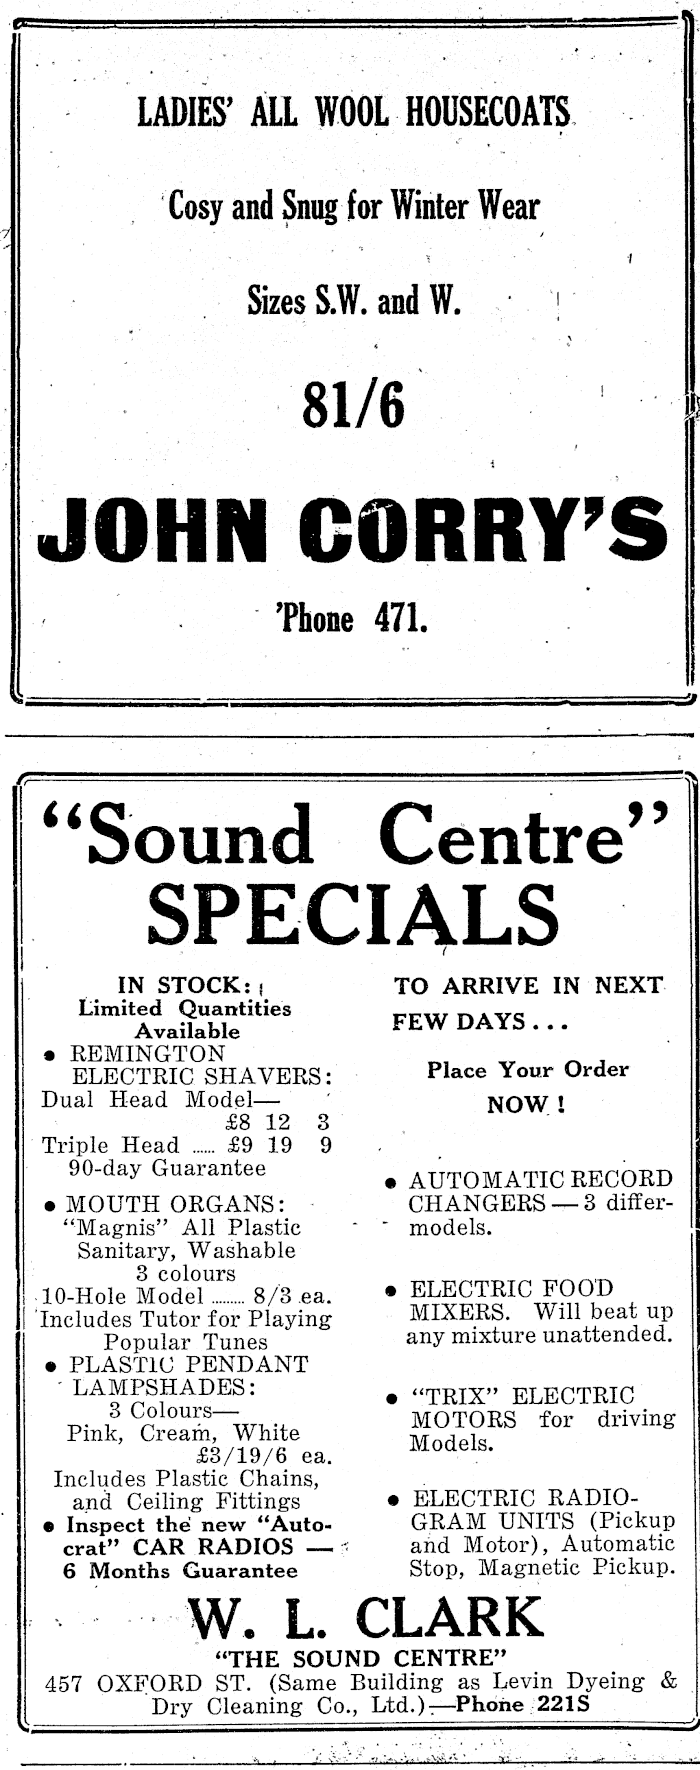 LADIES' ALL WOOL HOUSECOATS
Cosy and Snug for Winter Wear
Sizes S.W. and W.
81/6
JOHN CORRY'S
'Phone 471.
"Sound Centre"
SPECIALS
IN STOCK:
Limited Quantities
Available
• REMINGTON
ELECTRIC SHAVERS:
Dual Head Model—
£8 12 3
Triple Head ...... £9 19 9
90-day Guarantee
• MOUTH ORGANS:
"Magnis" All Plastic
Sanitary, Washable
3 colours
10-Hole Model ......... 8/3 ea.
Includes Tutor for Playing
Popular Tunes
• PLASTIC PENDANT
LAMPSHADES:
3 Colours—
Pink, Cream, White
£3/19/6 ea.
Includes Plastic Chains,
and Ceiling Fittings
• Inspect the new "Auto-
crat" CAR RADIOS —
6 Months Guarantee
TO ARRIVE IN NEXT
FEW DAYS...
Place Your Order
NOW !
• AUTOMATIC RECORD
CHANGERS — 3 differ-
models.
• ELECTRIC FOOD
MIXERS. Will beat up
any mixture unattended.
• "TRIX" ELECTRIC
MOTORS for driving
Models.
• ELECTRIC RADIO-
GRAM UNITS (Pickup
and Motor), Automatic
Stop, Magnetic Pickup.
W. L. CLARK
"THE SOUND CENTRE"
457 OXFORD ST. (Same Building as Levin Dyeing &
Dry Cleaning Co., Ltd.)—Phone 221S